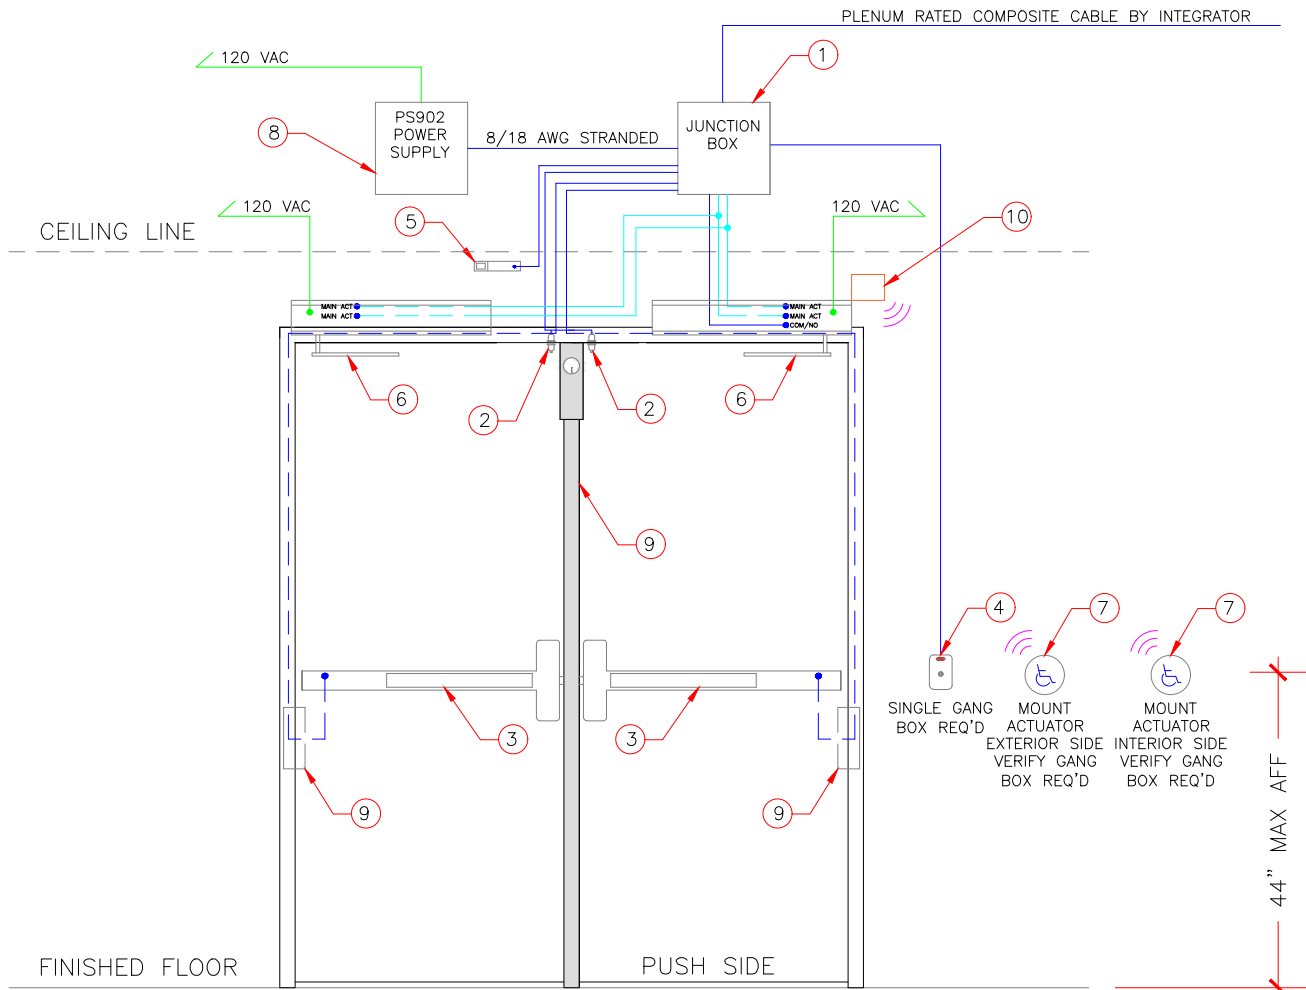 PLENUM RATED COMPOSITE CABLE BY INTEGRATOR
1
120 VAC
PS902
POWER
SUPPLY
8
8/18 AWG STRANDED
JUNCTION
BOX
120 VAC
5
120 VAC
10
CEILING LINE
MAIN ACT
MAIN ACT
MAIN ACT
MAIN ACT
COM/NO
6
2
2
6
9
4
7
7
SINGLE GANG
BOX REQ'D
MOUNT
ACTUATOR
EXTERIOR SIDE
VERIFY GANG
BOX REQ'D
MOUNT
ACTUATOR
INTERIOR SIDE
VERIFY GANG
BOX REQ'D
3
3
9
9
44" MAX AFF
FINISHED FLOOR
PUSH SIDE